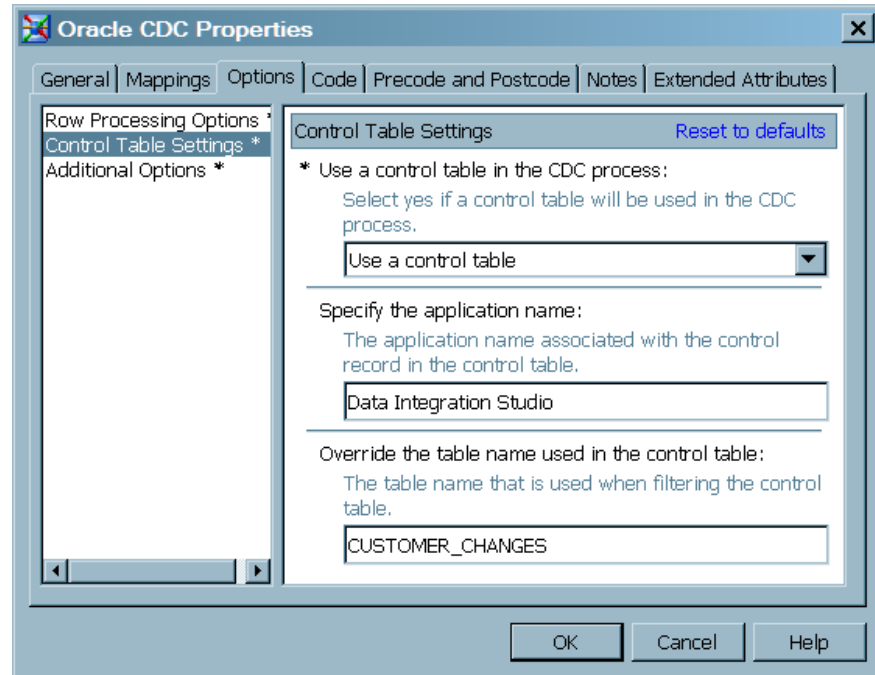 Oracle CDC Properties
General Mappings Options Code Precode and Postcode Notes Extended Attributes
Row Processing Options *
Control Table Settings *
Additional Options *
Control Table Settings Reset to defaults
* Use a control table in the CDC process:
Select yes if a control table will be used in the CDC
process.
Use a control table
Specify the application name:
The application name associated with the control
record in the control table.
Data Integration Studio
Override the table name used in the control table:
The table name that is used when filtering the control
table.
CUSTOMER_CHANGES
OK Cancel Help